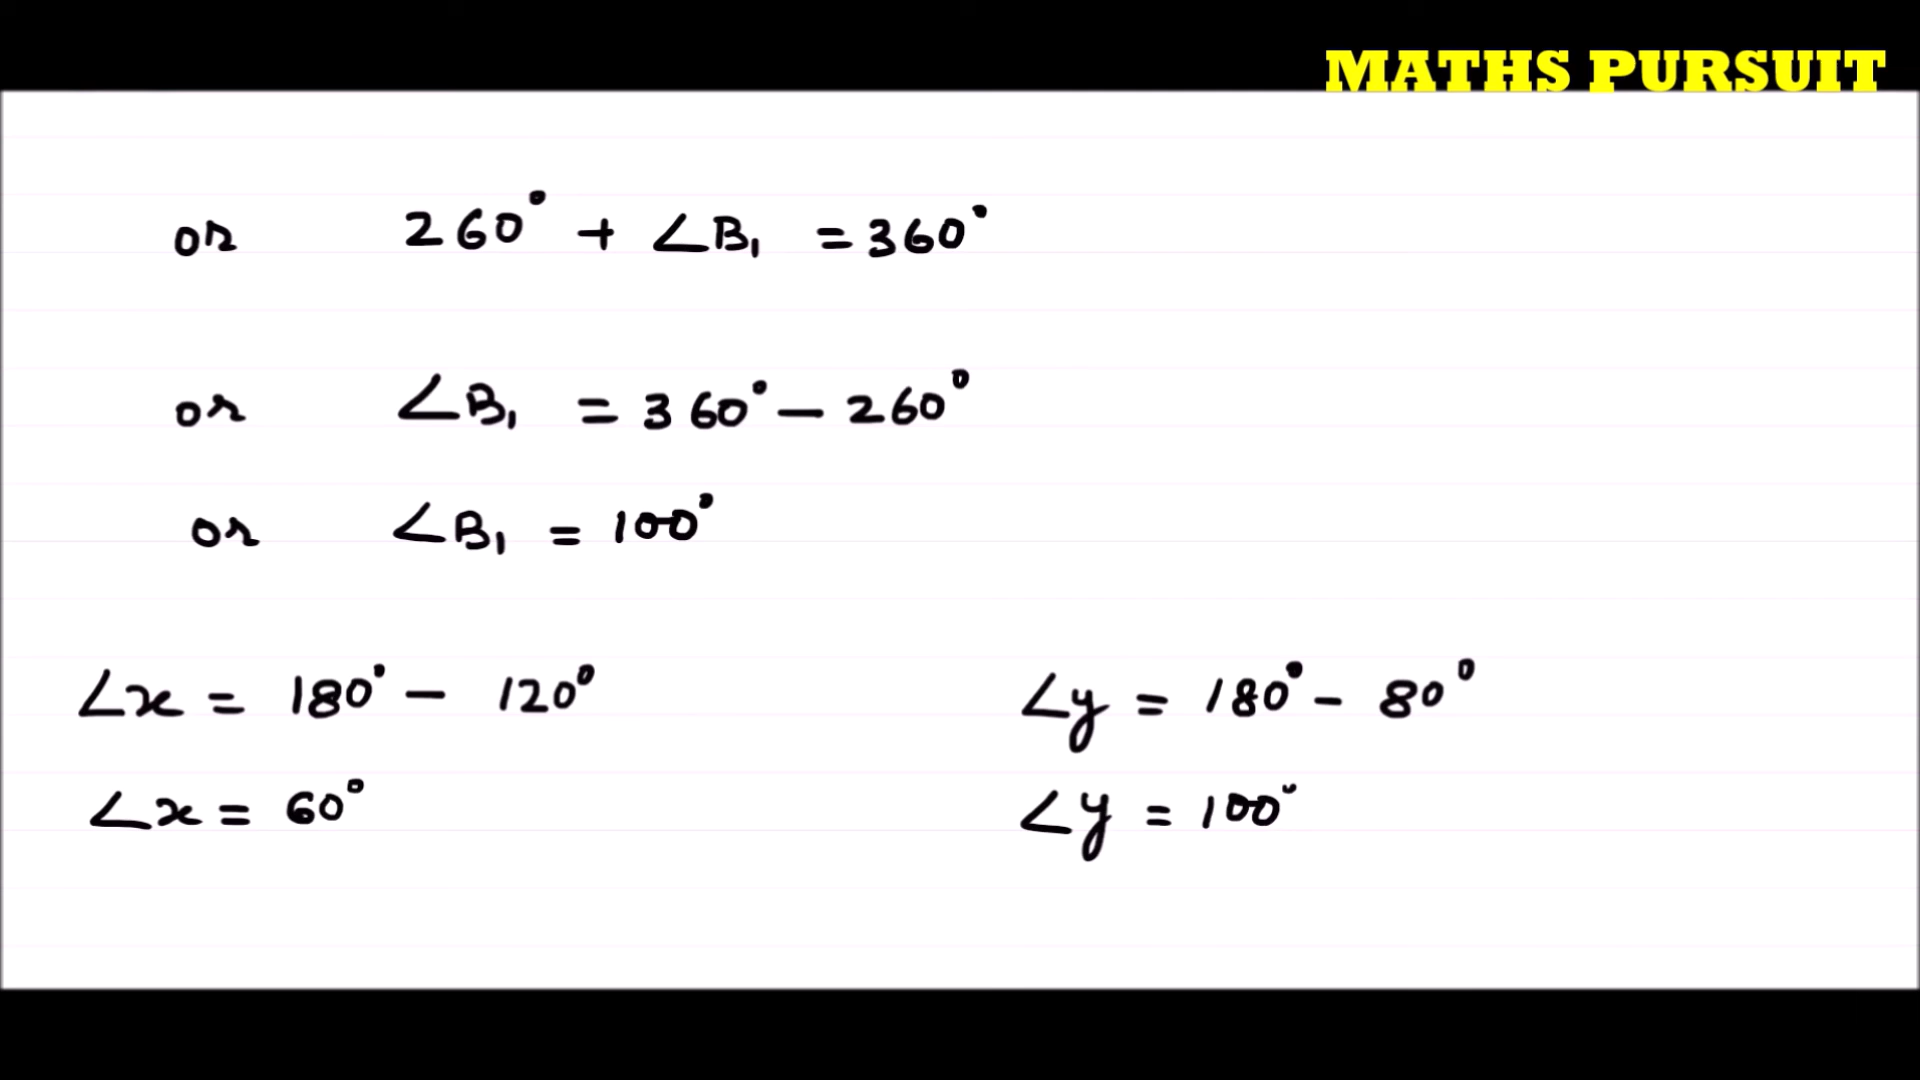 MATHS PURSUIT
or 260° + ∠B₁ = 360°
or ∠B₁ = 360° – 260°
or ∠B₁ = 100°
∠x = 180° – 120°
∠x = 60°
∠y = 180° – 80°
∠y = 100°